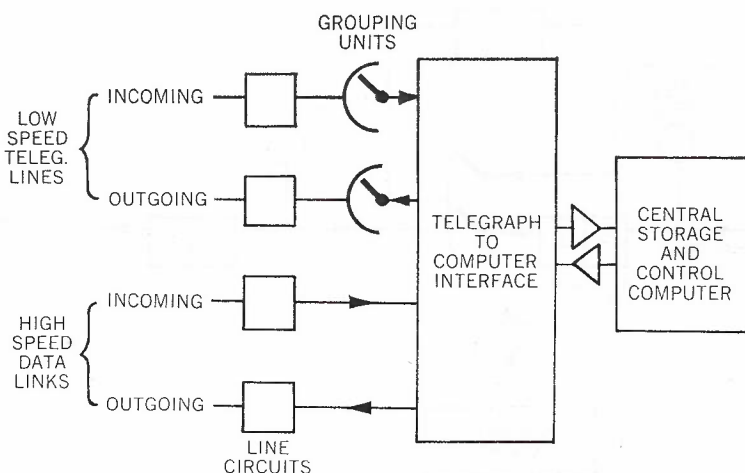 GROUPING
UNITS
LOW
SPEED
TELEG.
LINES
INCOMING
OUTGOING
HIGH
SPEED
DATA
LINKS
INCOMING
OUTGOING
LINE
CIRCUITS
TELEGRAPH
TO
COMPUTER
INTERFACE
CENTRAL
STORAGE
AND
CONTROL
COMPUTER